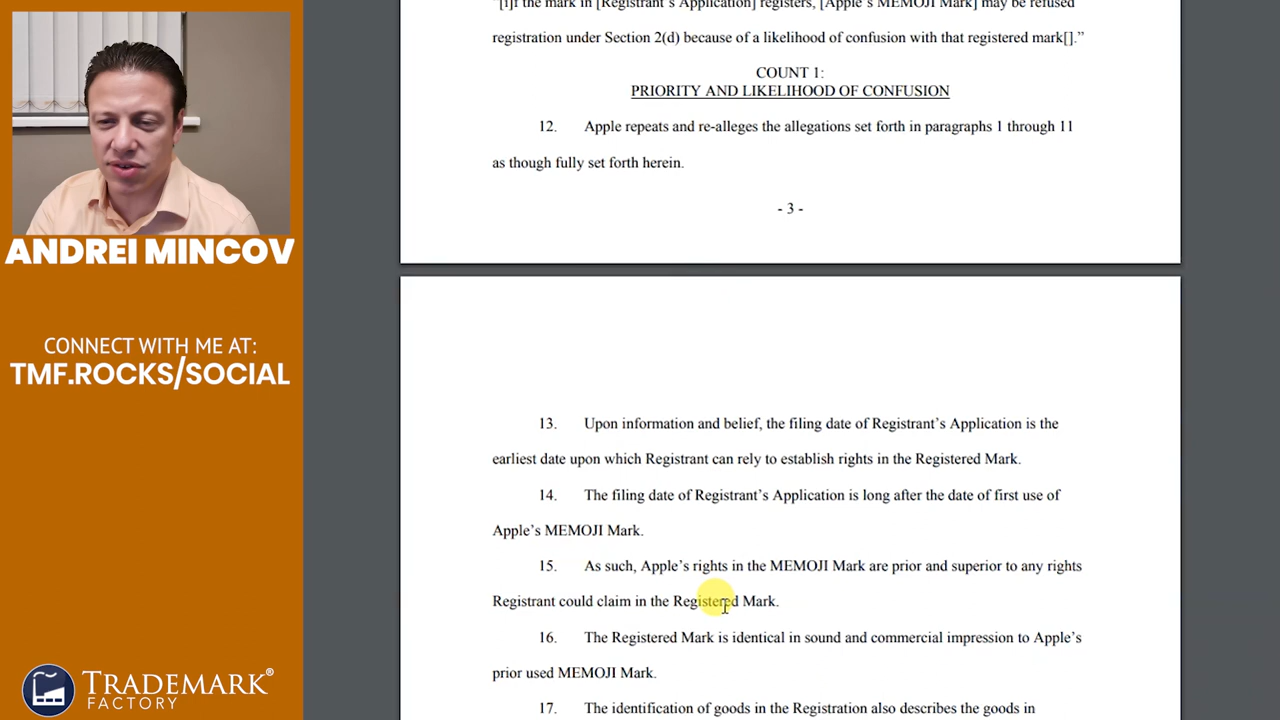 "[i]f the mark in [Registrant's Application] registers, [Apple's MEMOJI Mark] may be refused
registration under Section 2(d) because of a likelihood of confusion with that registered mark[]."
COUNT 1:
PRIORITY AND LIKELIHOOD OF CONFUSION
12. Apple repeats and re-alleges the allegations set forth in paragraphs 1 through 11
as though fully set forth herein.
- 3 -
13. Upon information and belief, the filing date of Registrant's Application is the
earliest date upon which Registrant can rely to establish rights in the Registered Mark.
14. The filing date of Registrant's Application is long after the date of first use of
Apple's MEMOJI Mark.
15. As such, Apple's rights in the MEMOJI Mark are prior and superior to any rights
Registrant could claim in the Registered Mark.
16. The Registered Mark is identical in sound and commercial impression to Apple's
prior used MEMOJI Mark.
17. The identification of goods in the Registration also describes the goods in
ANDREI MINCOV
CONNECT WITH ME AT:
TMF.ROCKS/SOCIAL
TRADEMARK®
FACTORY